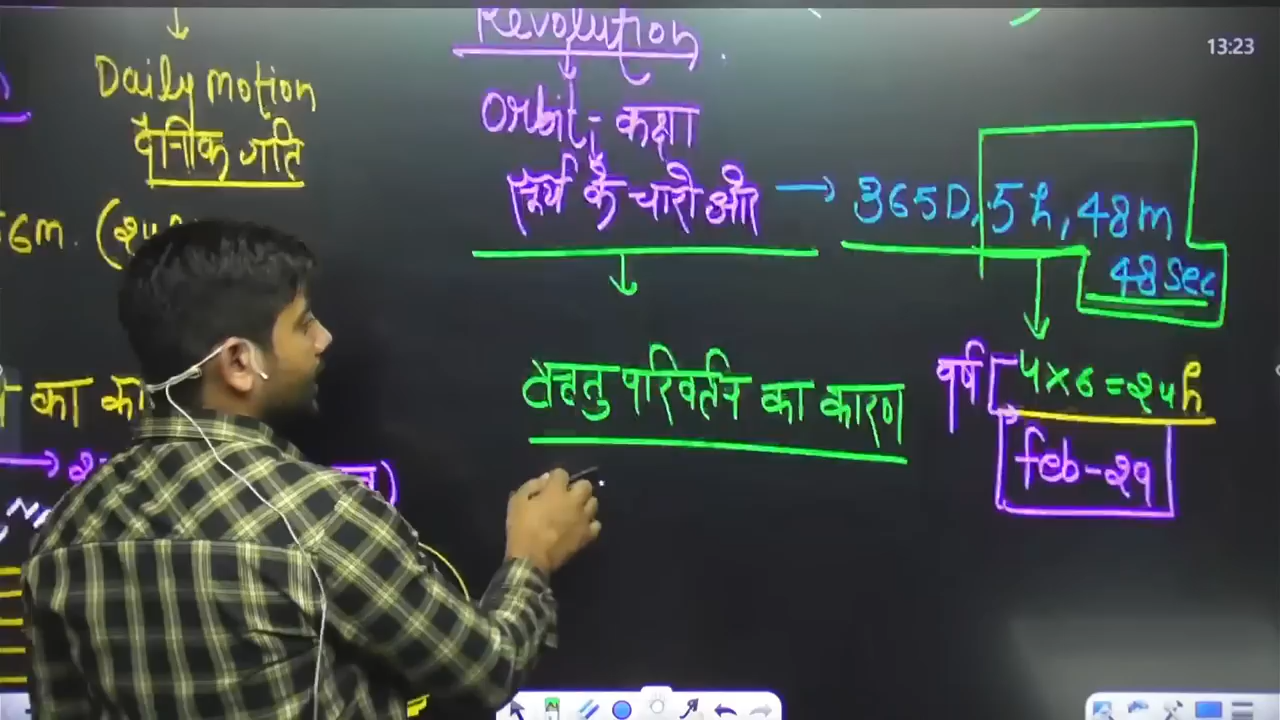 13:23
Revolution
Daily motion
दैनिक गति
Orbit - कक्षा
सूर्य के चारो ओर → 365D, 5h, 48m
48 Sec
56m.
ऋतु परिवर्तन का कारण
वर्ष 4×6=24h
का
feb-29